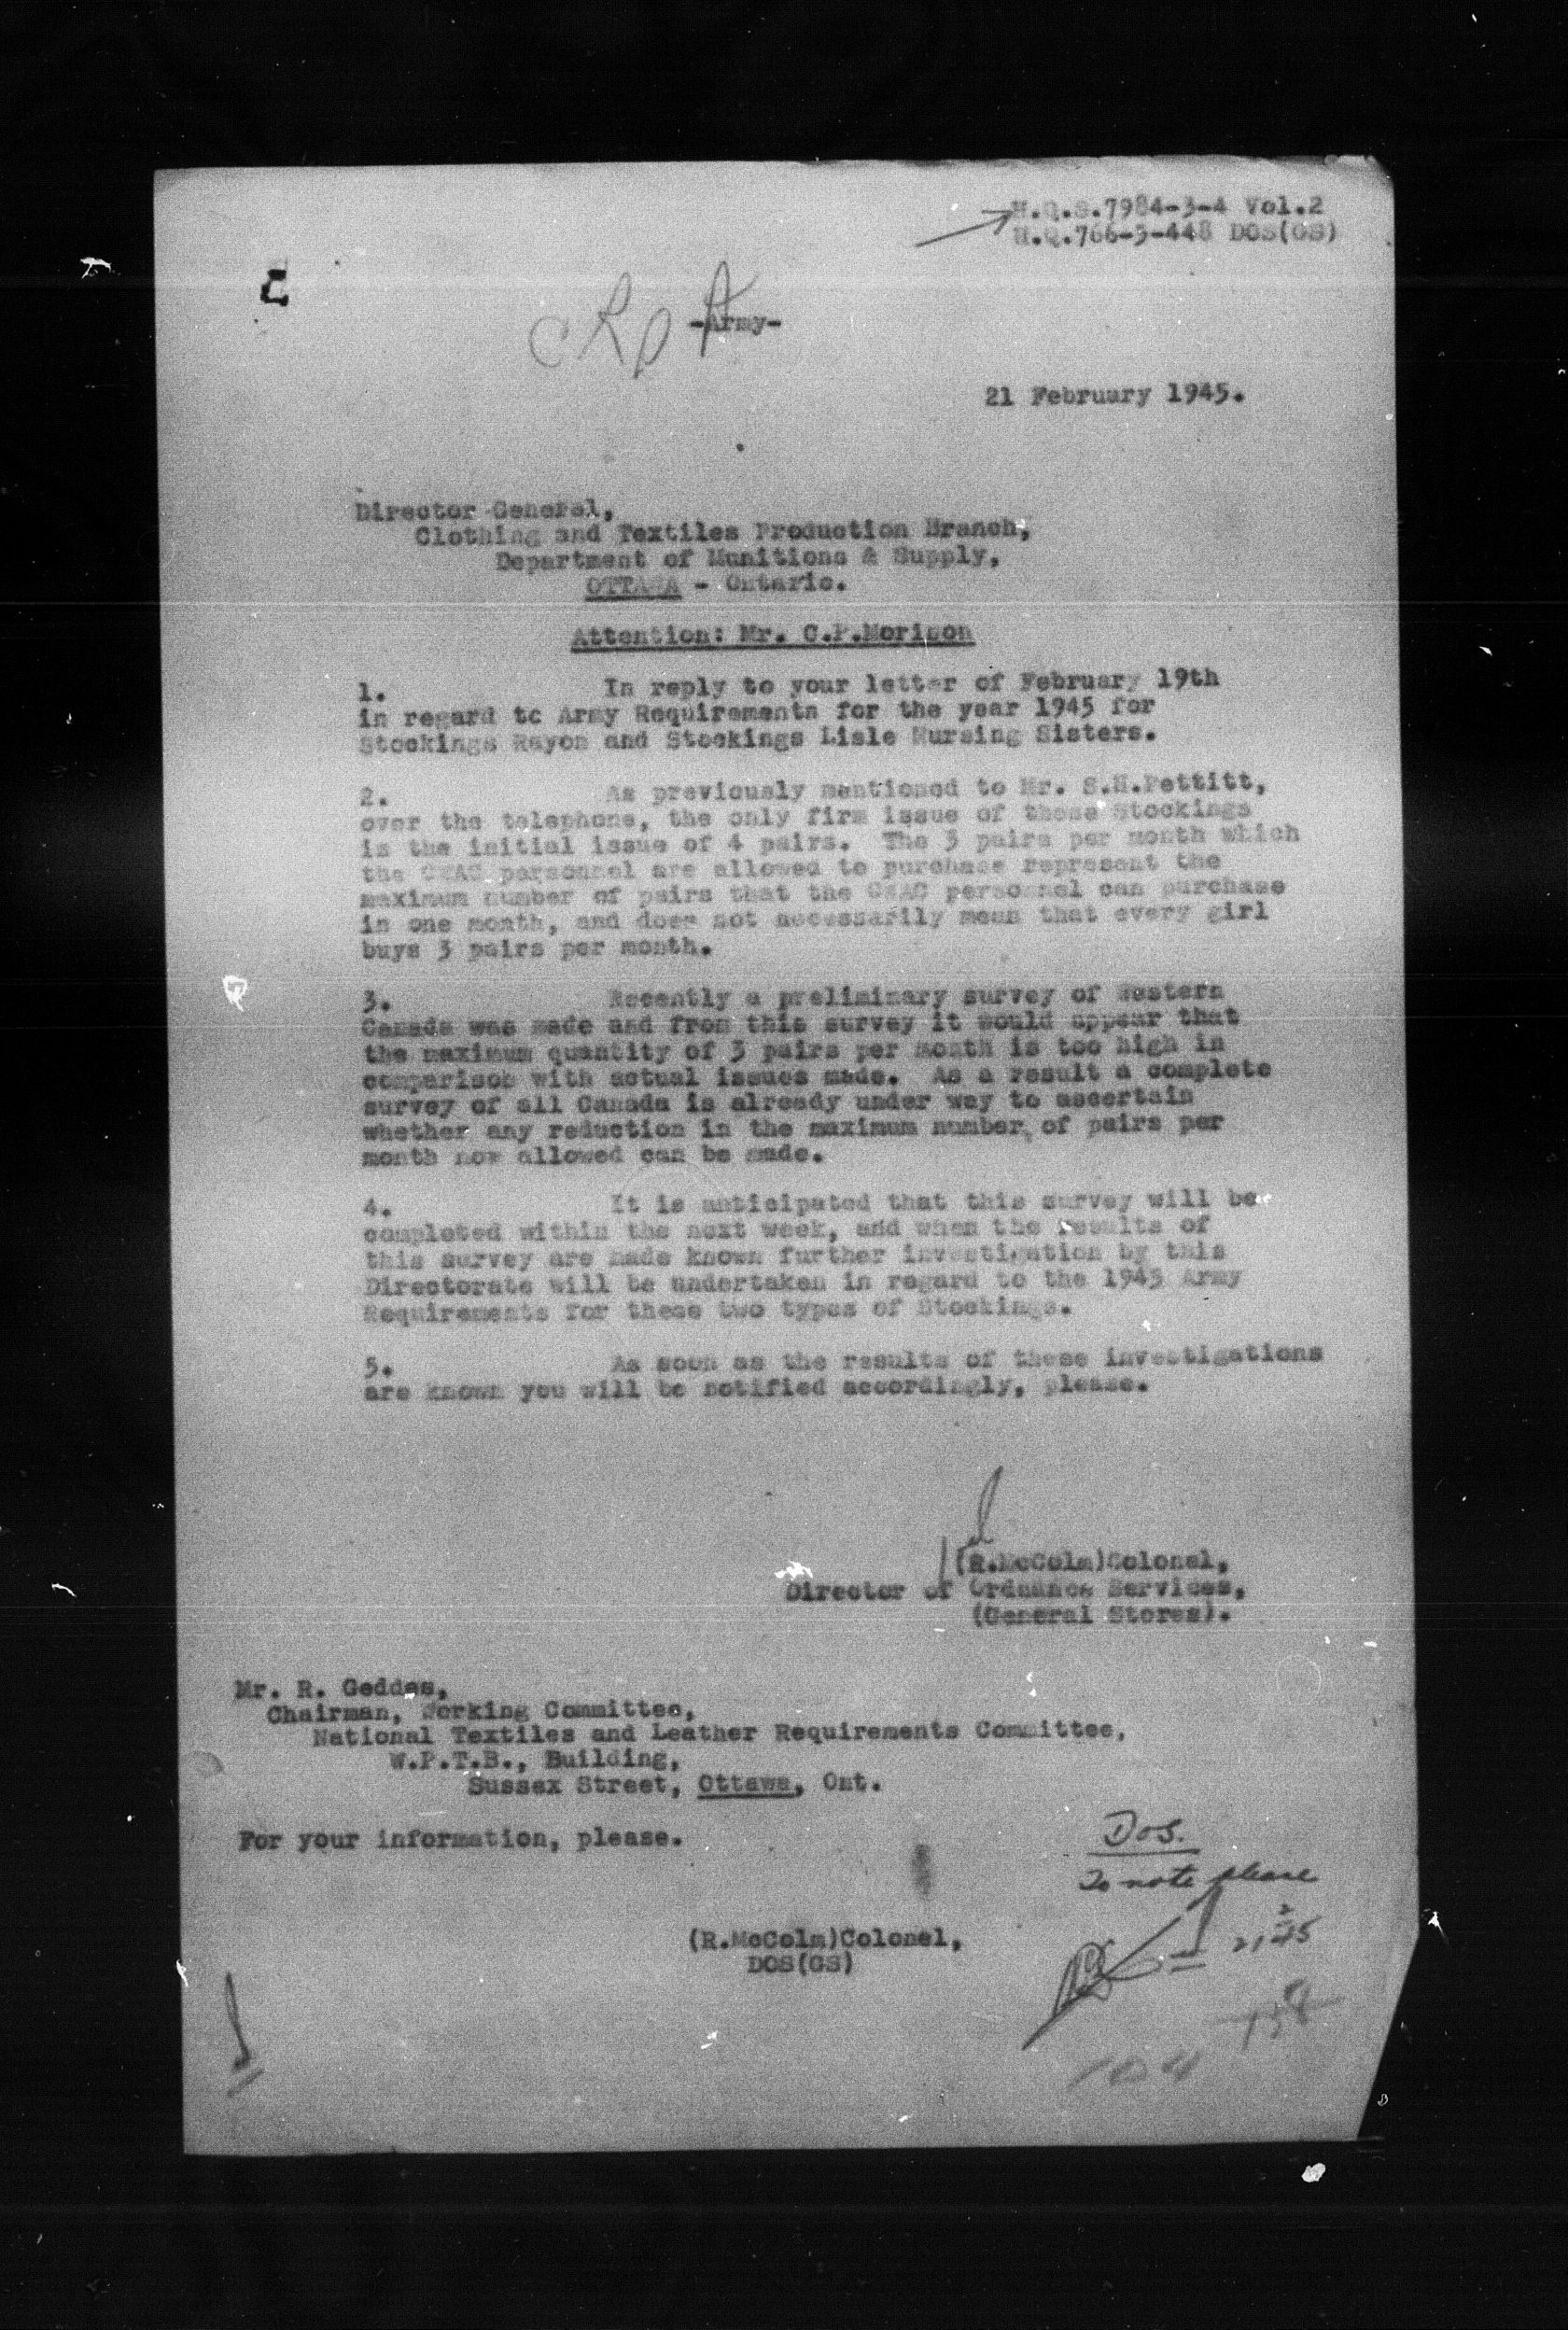 H.Q.S.7984-3-4 Vol.2
H.Q.766-3-448 DOS(GS)
-Army-
21 February 1945.
Director General,
Clothing and Textiles Production Branch,
Department of Munitions & Supply,
OTTAWA - Ontario.
Attention: Mr. C.P.Morison
1. In reply to your letter of February 19th
in regard to Army Requirements for the year 1945 for
Stockings Rayon and Stockings Lisle Nursing Sisters.
2. As previously mentioned to Mr. S.H.Pettitt,
over the telephone, the only firm issue of these Stockings
is the initial issue of 4 pairs. The 3 pairs per month which
the CWAC personnel are allowed to purchase represent the
maximum number of pairs that the CWAC personnel can purchase
in one month, and does not necessarily mean that every girl
buys 3 pairs per month.
3. Recently a preliminary survey of Western
Canada was made and from this survey it would appear that
the maximum quantity of 3 pairs per month is too high in
comparison with actual issues made. As a result a complete
survey of all Canada is already under way to ascertain
whether any reduction in the maximum number of pairs per
month now allowed can be made.
4. It is anticipated that this survey will be
completed within the next week, and when the results of
this survey are made known further investigation by this
Directorate will be undertaken in regard to the 1945 Army
Requirements for these two types of Stockings.
5. As soon as the results of these investigations
are known you will be notified accordingly, please.
(R.McColm)Colonel,
Director of Ordnance Services,
(General Stores).
Mr. R. Geddes,
Chairman, Working Committee,
National Textiles and Leather Requirements Committee,
W.P.T.B., Building,
Sussex Street, Ottawa, Ont.
For your information, please.
Dos.
To note please
(R.McColm)Colonel,
DOS(GS)
138
104